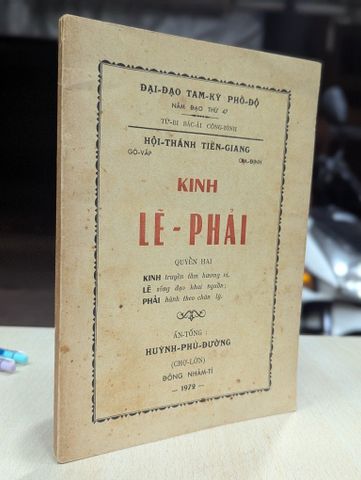 ĐẠI-ĐẠO TAM-KỲ PHỔ-ĐỘ
NĂM ĐẠO THỨ 47
TỪ-BI BÁC-ÁI CÔNG-BÌNH
HỘI-THÁNH TIÊN-GIANG
GÒ-VẤP GIA-ĐỊNH
KINH
LẼ-PHẢI
QUYỂN HAI
KINH truyền tâm hương vị,
LẼ sống đạo khai nguồn;
PHẢI hành theo chân lý.
ẤN-TỐNG :
HUỲNH-PHÙ-DƯỜNG
(CHỢ-LỚN)
ĐÔNG NHÂM-TÍ
— 1972 —